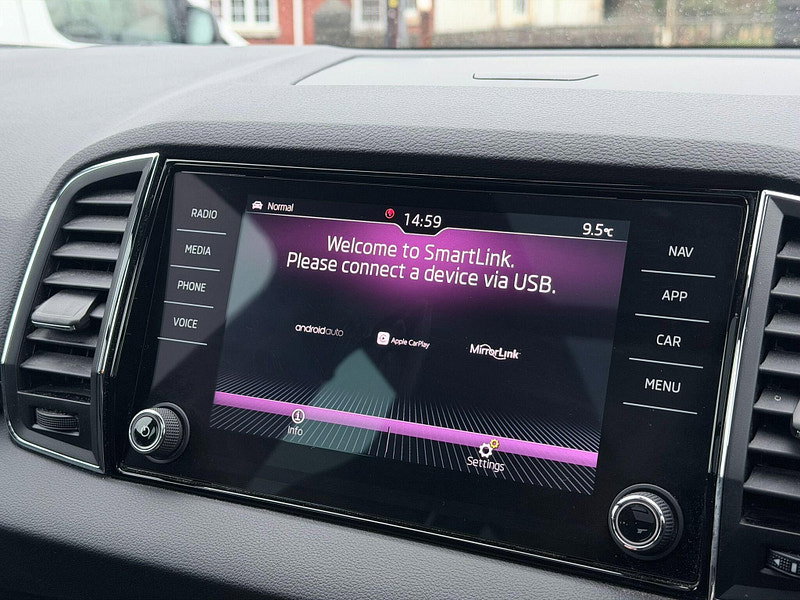 RADIO
MEDIA
PHONE
VOICE
Normal
14:59
9.5℃
Welcome to SmartLink.
Please connect a device via USB.
androidauto
Apple CarPlay
MirrorLink
Info
Settings
NAV
APP
CAR
MENU